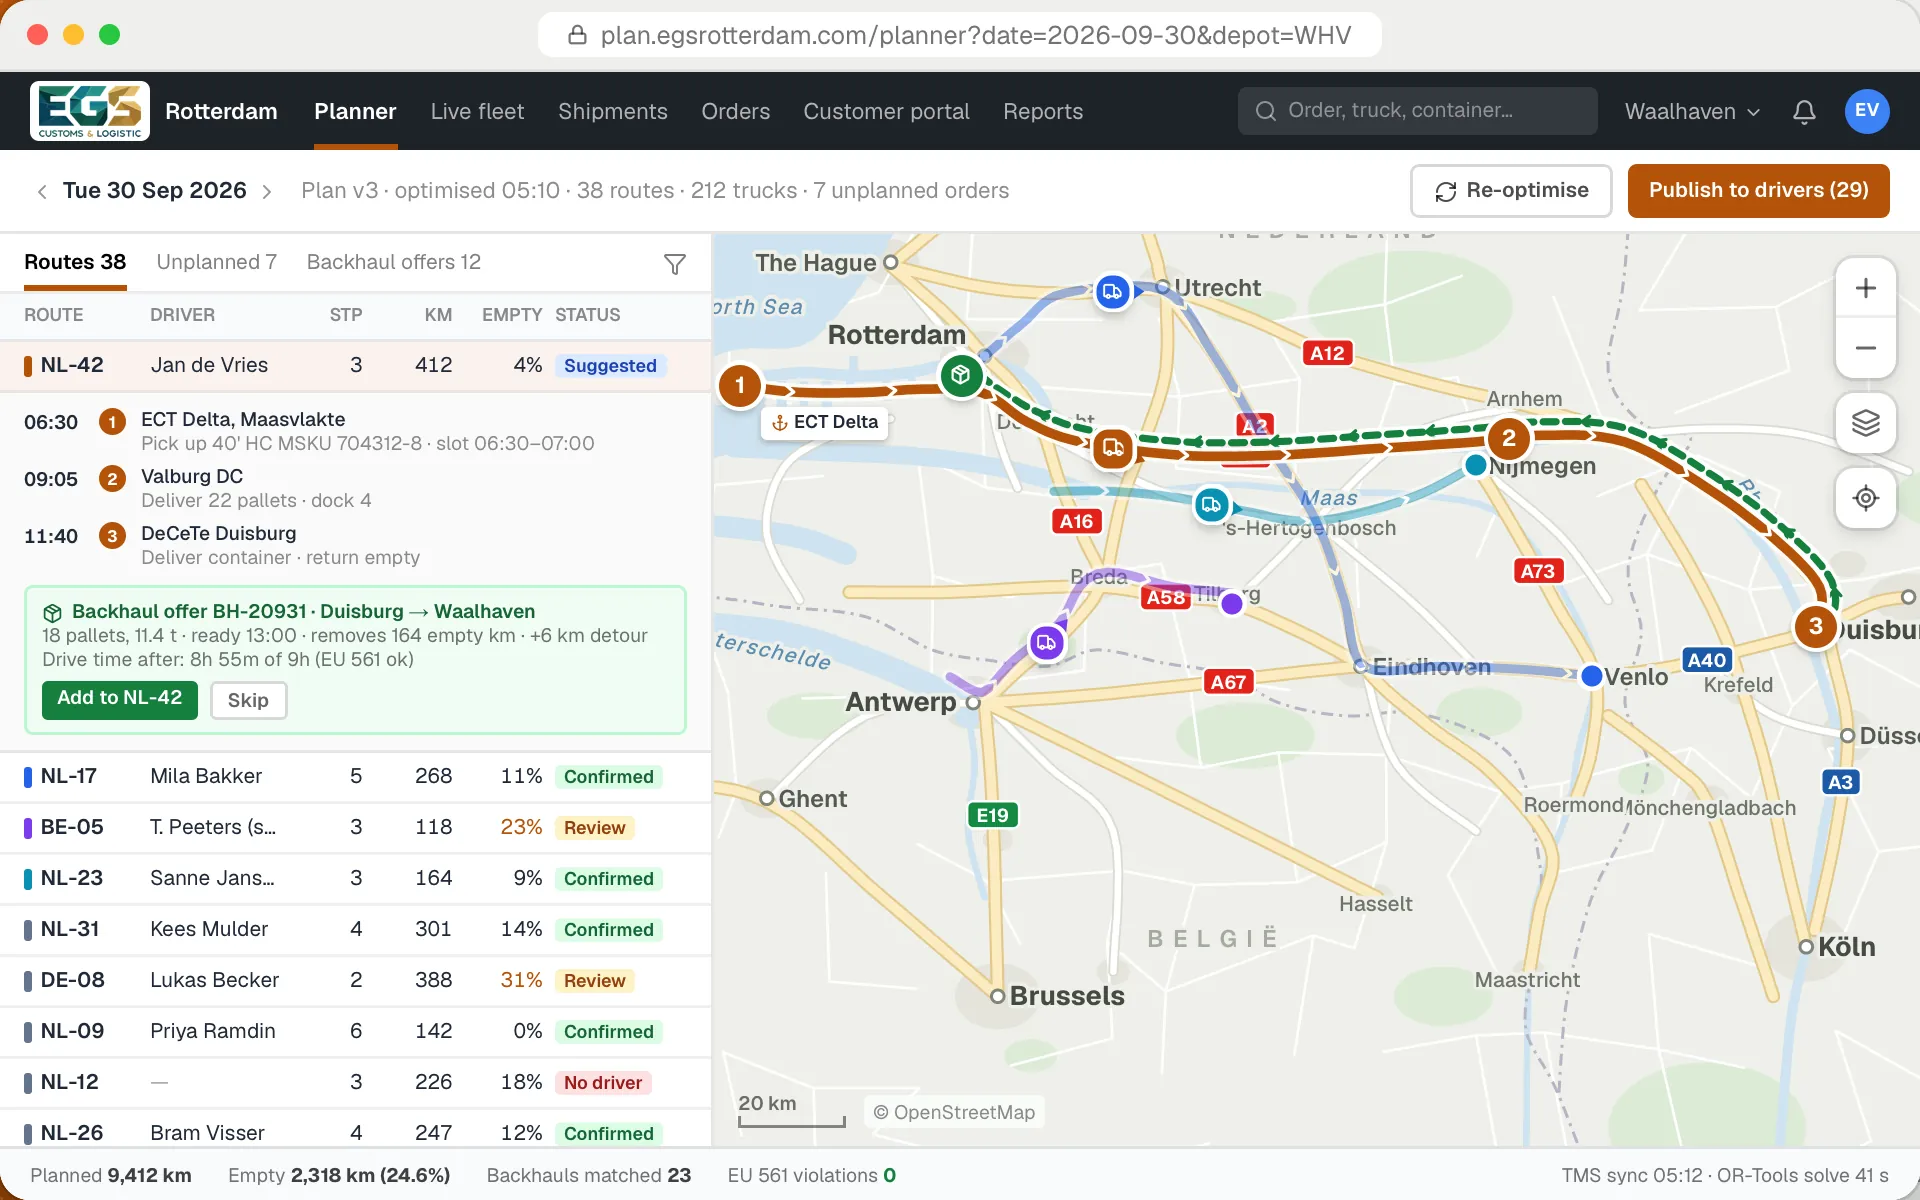 plan.egsrotterdam.com/planner?date=2026-09-30&depot=WHV
EGS
CUSTOMS & LOGISTIC
Rotterdam
Planner
Live fleet
Shipments
Orders
Customer portal
Reports
Order, truck, container...
Waalhaven
EV
Tue 30 Sep 2026
Plan v3 · optimised 05:10 · 38 routes · 212 trucks · 7 unplanned orders
Re-optimise
Publish to drivers (29)
Routes 38
Unplanned 7
Backhaul offers 12
ROUTE DRIVER STP KM EMPTY STATUS
NL-42 Jan de Vries 3 412 4% Suggested
06:30 1 ECT Delta, Maasvlakte
Pick up 40' HC MSKU 704312-8 · slot 06:30–07:00
09:05 2 Valburg DC
Deliver 22 pallets · dock 4
11:40 3 DeCeTe Duisburg
Deliver container · return empty
Backhaul offer BH-20931 · Duisburg → Waalhaven
18 pallets, 11.4 t · ready 13:00 · removes 164 empty km · +6 km detour
Drive time after: 8h 55m of 9h (EU 561 ok)
Add to NL-42
Skip
NL-17 Mila Bakker 5 268 11% Confirmed
BE-05 T. Peeters (s... 3 118 23% Review
NL-23 Sanne Jans... 3 164 9% Confirmed
NL-31 Kees Mulder 4 301 14% Confirmed
DE-08 Lukas Becker 2 388 31% Review
NL-09 Priya Ramdin 6 142 0% Confirmed
NL-12 — 3 226 18% No driver
NL-26 Bram Visser 4 247 12% Confirmed
NEDERLAND
The Hague
Utrecht
orth Sea
Rotterdam
A12
1
ECT Delta
Arnhem
A2
2
Nijmegen
Maas
A16
's-Hertogenbosch
A73
Breda
A58
3
Duisbu
terschelde
Eindhoven
A40
Venlo
Krefeld
A67
Antwerp
Düsse
A3
Ghent
E19
Roermond
Mönchengladbach
Hasselt
BELGIË
Köln
Maastricht
Brussels
20 km
© OpenStreetMap
Planned 9,412 km
Empty 2,318 km (24.6%)
Backhauls matched 23
EU 561 violations 0
TMS sync 05:12 · OR-Tools solve 41 s